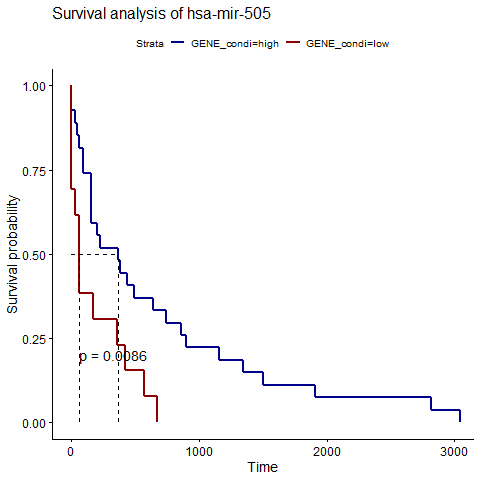 Survival analysis of hsa-mir-505
Strata GENE_condi=high GENE_condi=low
1.00
0.75
0.50
0.25
0.00
Survival probability
p = 0.0086
0 1000 2000 3000
Time